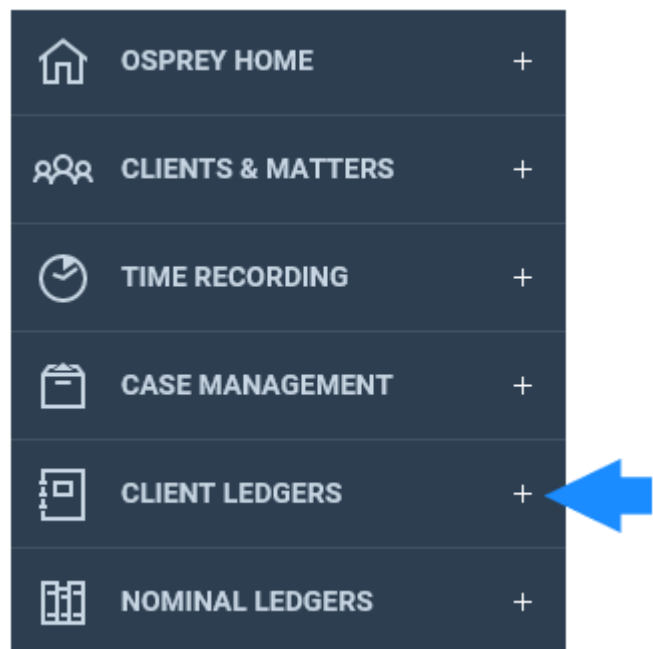 OSPREY HOME +
CLIENTS & MATTERS +
TIME RECORDING +
CASE MANAGEMENT +
CLIENT LEDGERS +
NOMINAL LEDGERS +